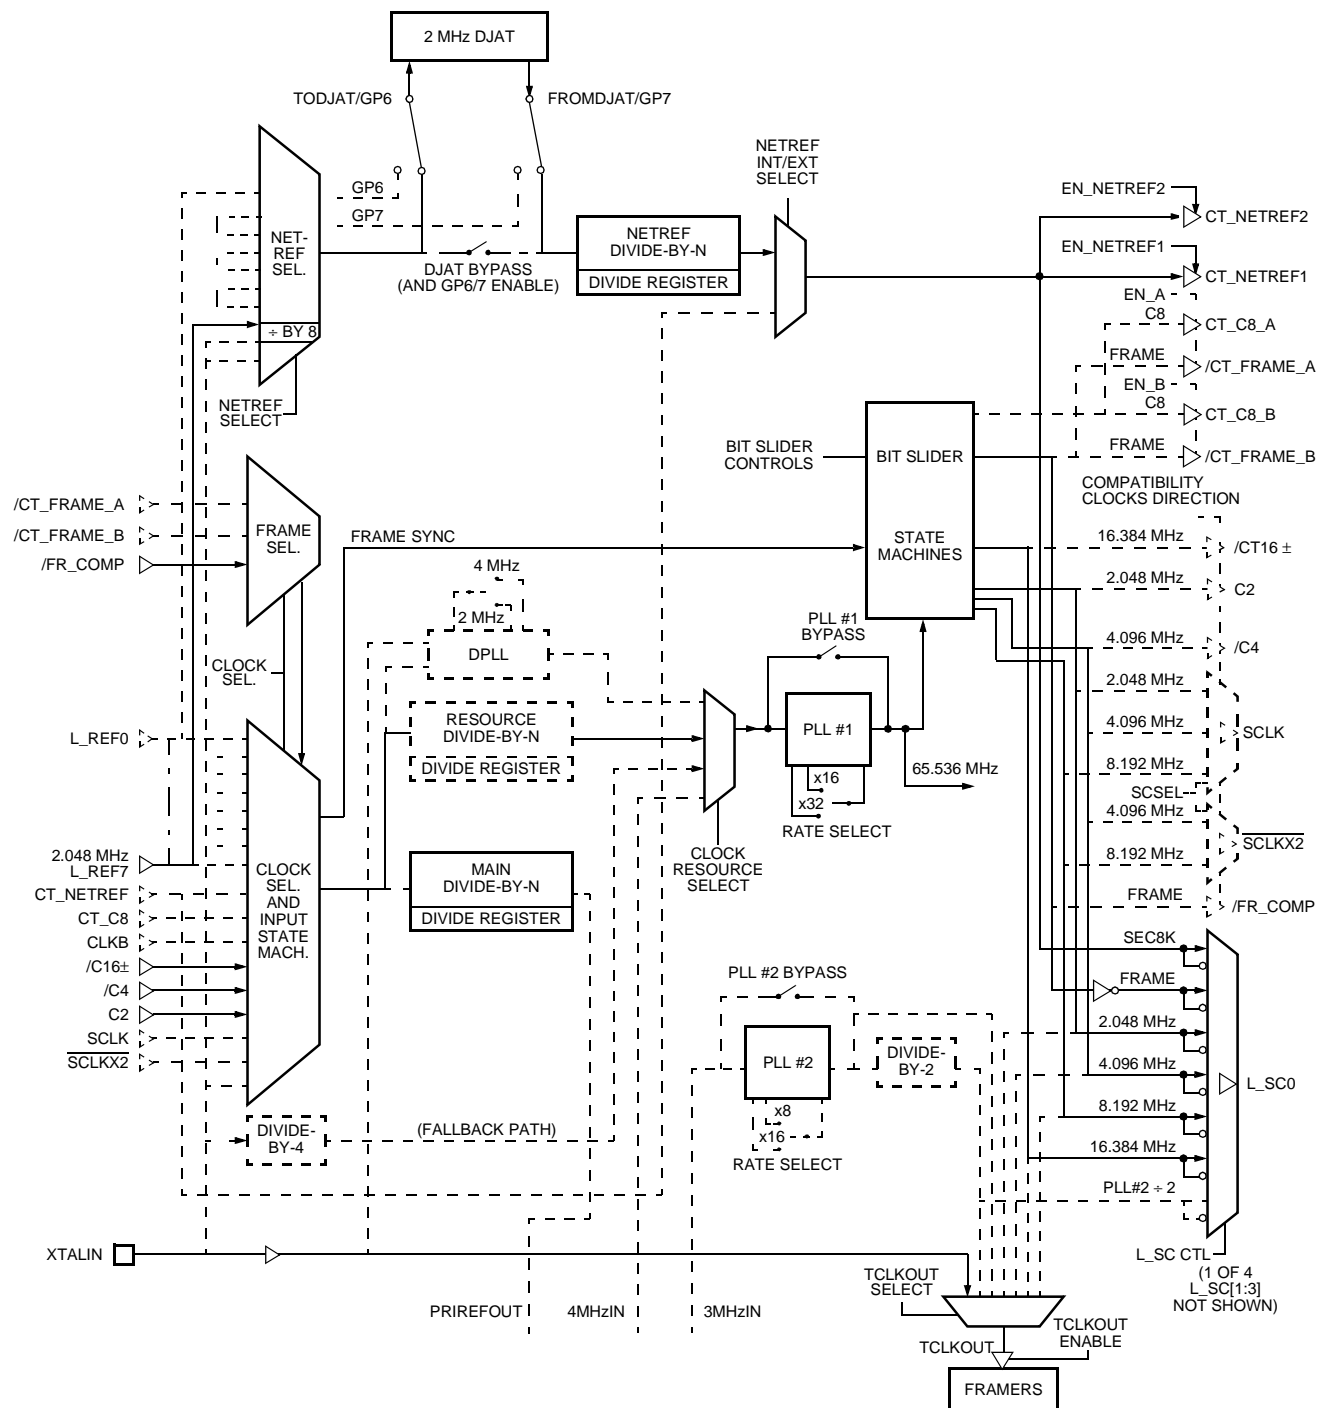 2 MHz DJAT
TODJAT/GP6
FROMDJAT/GP7
NETREF
INT/EXT
SELECT
GP6
GP7
NET-
REF
SEL.
÷ BY 8
DJAT BYPASS
(AND GP6/7 ENABLE)
NETREF
DIVIDE-BY-N
DIVIDE REGISTER
NETREF
SELECT
EN_NETREF2
CT_NETREF2
EN_NETREF1
CT_NETREF1
EN_A
C8
CT_C8_A
FRAME
/CT_FRAME_A
EN_B
C8
CT_C8_B
FRAME
/CT_FRAME_B
BIT SLIDER
CONTROLS
BIT SLIDER
STATE
MACHINES
COMPATIBILITY
CLOCKS DIRECTION
/CT_FRAME_A
/CT_FRAME_B
/FR_COMP
FRAME
SEL.
FRAME SYNC
16.384 MHz
/CT16 ±
2.048 MHz
C2
4.096 MHz
/C4
2.048 MHz
4.096 MHz
SCLK
8.192 MHz
SCSEL
4.096 MHz
SCLKX2
8.192 MHz
FRAME
/FR_COMP
4 MHz
2 MHz
DPLL
CLOCK
SEL.
PLL #1
BYPASS
RESOURCE
DIVIDE-BY-N
DIVIDE REGISTER
PLL #1
65.536 MHz
x16
x32
RATE SELECT
CLOCK
RESOURCE
SELECT
L_REF0
2.048 MHz
L_REF7
CT_NETREF
CT_C8
CLKB
/C16±
/C4
C2
SCLK
SCLKX2
CLOCK
SEL.
AND
INPUT
STATE
MACH.
MAIN
DIVIDE-BY-N
DIVIDE REGISTER
DIVIDE-
BY-4
(FALLBACK PATH)
PLL #2 BYPASS
PLL #2
DIVIDE-
BY-2
x8
x16
RATE SELECT
SEC8K
FRAME
2.048 MHz
4.096 MHz
L_SC0
8.192 MHz
16.384 MHz
PLL#2 ÷ 2
L_SC CTL
(1 OF 4
L_SC[1:3]
NOT SHOWN)
XTALIN
PRIREFOUT
4MHzIN
3MHzIN
TCLKOUT
SELECT
TCLKOUT
TCLKOUT
ENABLE
FRAMERS